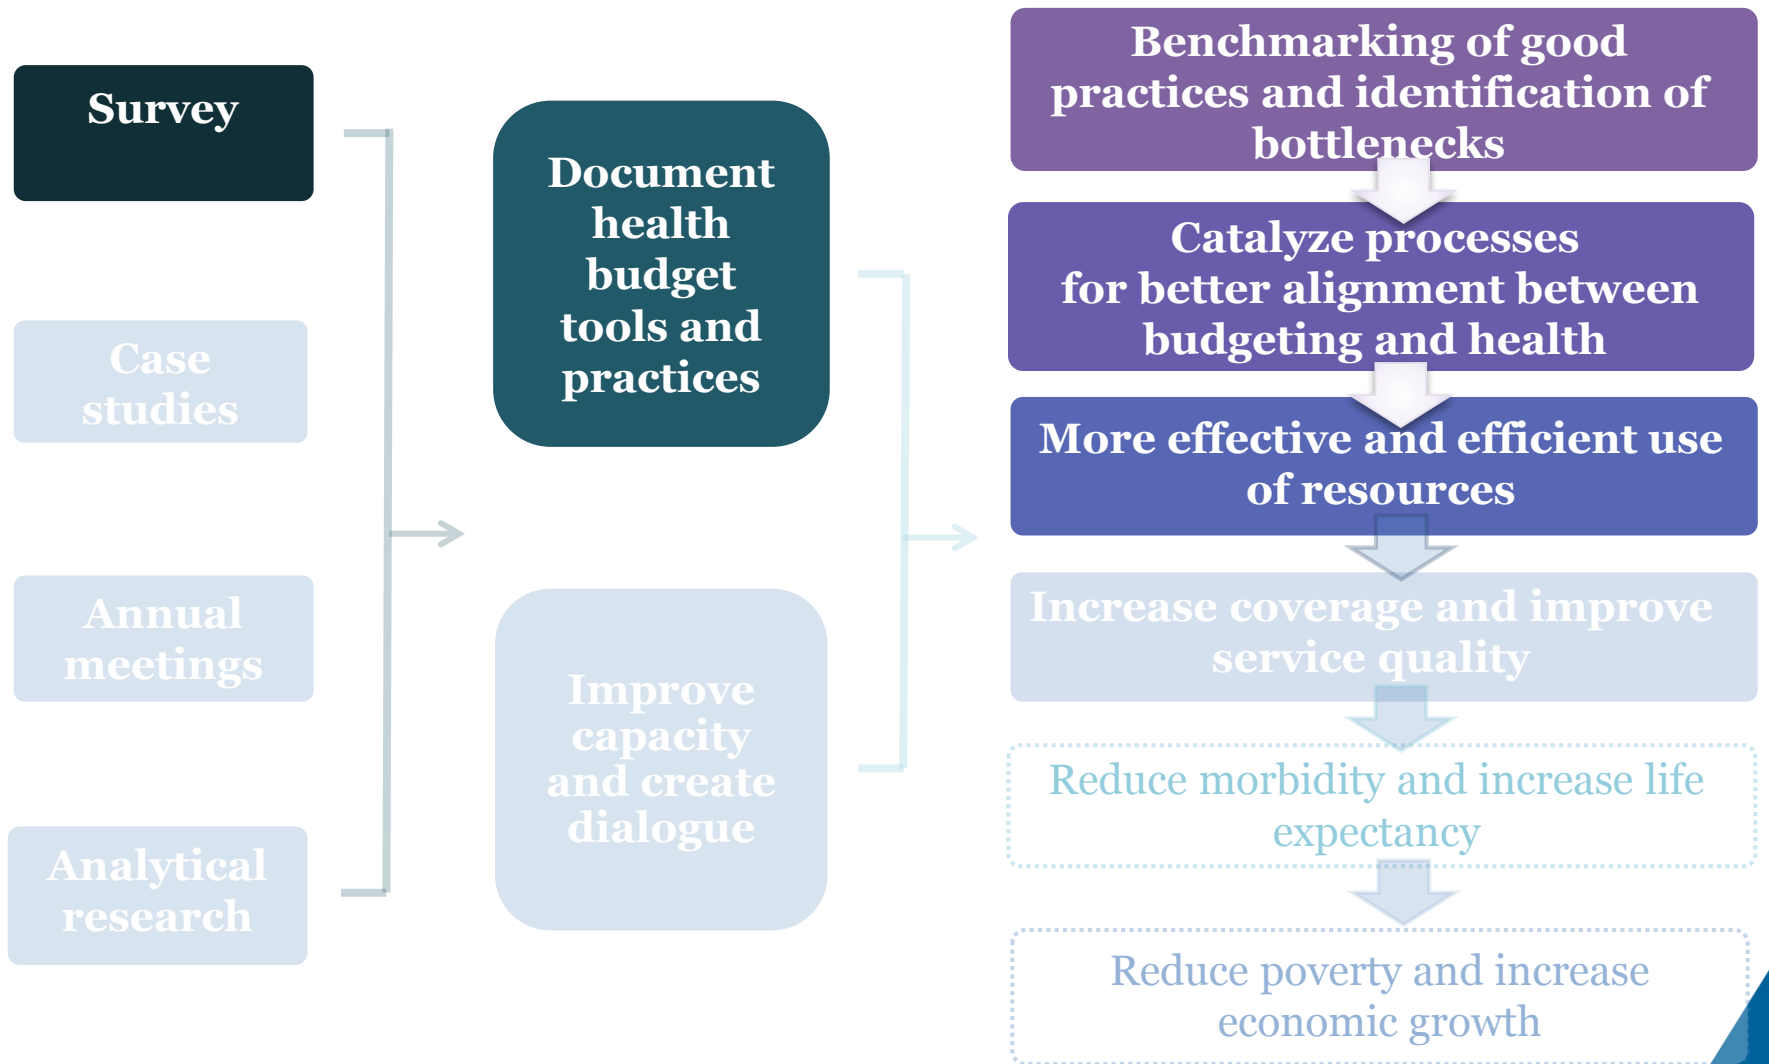 Survey
Case
studies
Annual
meetings
Analytical
research
Document
health
budget
tools and
practices
Improve
capacity
and create
dialogue
Benchmarking of good
practices and identification of
bottlenecks
Catalyze processes
for better alignment between
budgeting and health
More effective and efficient use
of resources
Increase coverage and improve
service quality
Reduce morbidity and increase life
expectancy
Reduce poverty and increase
economic growth